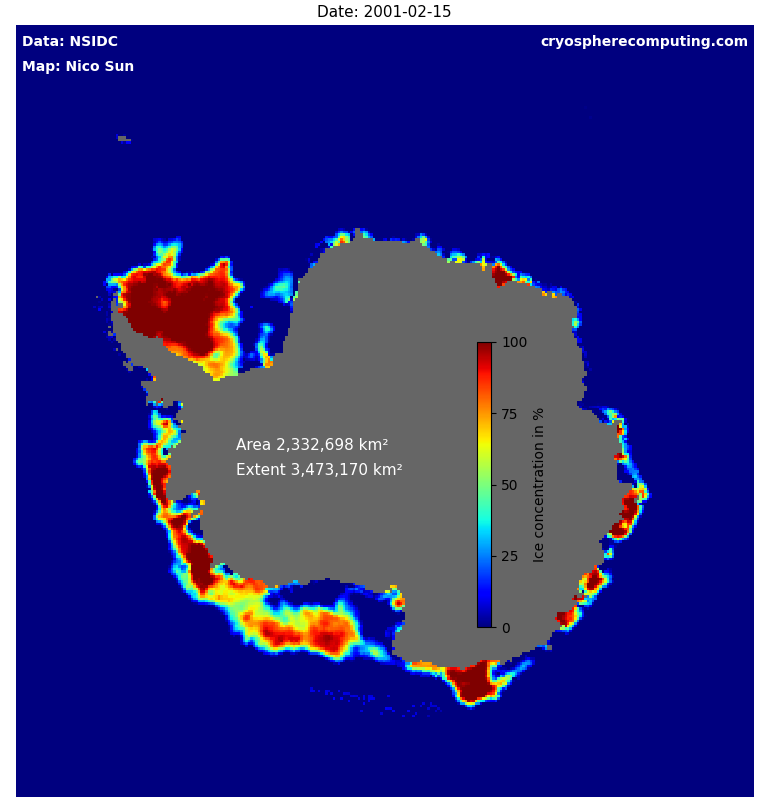 Date: 2001-02-15
Data: NSIDC
cryospherecomputing.com
Map: Nico Sun
100
75
50
25
0
Ice concentration in %
Area 2,332,698 km²
Extent 3,473,170 km²